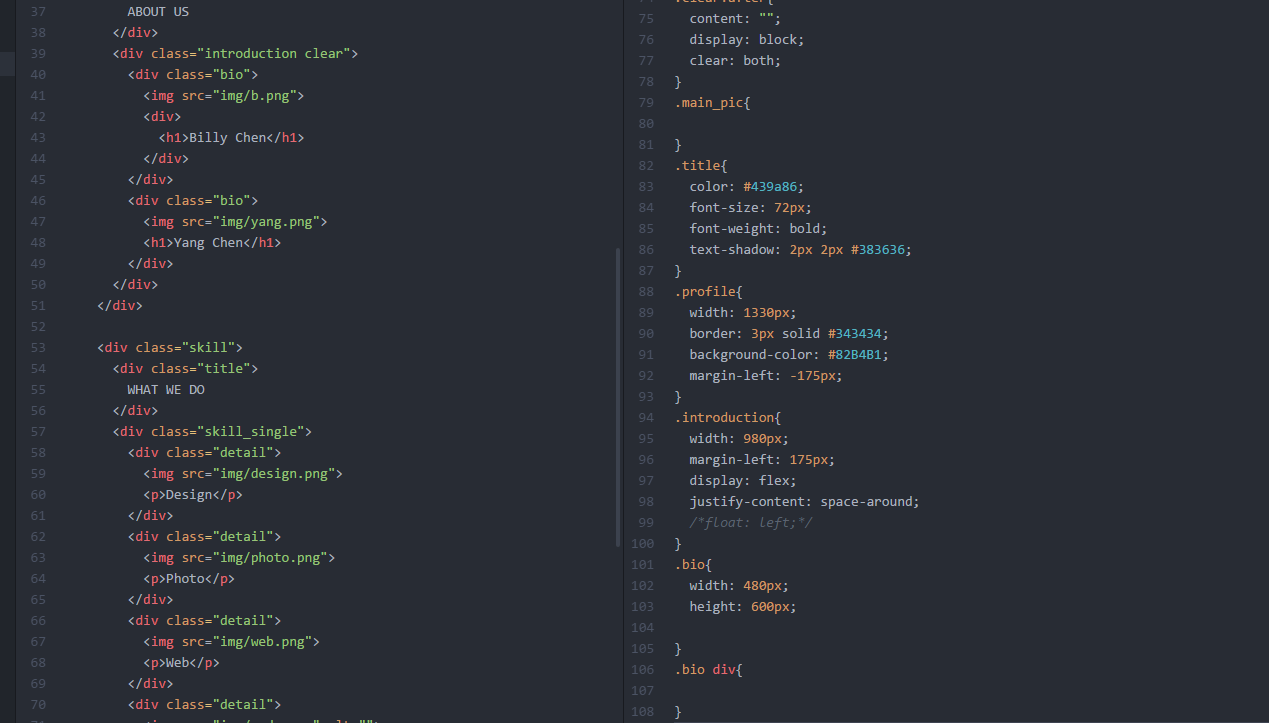 37 ABOUT US
38 </div>
39 <div class="introduction clear">
40 <div class="bio">
41 <img src="img/b.png">
42 <div>
43 <h1>Billy Chen</h1>
44 </div>
45 </div>
46 <div class="bio">
47 <img src="img/yang.png">
48 <h1>Yang Chen</h1>
49 </div>
50 </div>
51 </div>
52
53 <div class="skill">
54 <div class="title">
55 WHAT WE DO
56 </div>
57 <div class="skill_single">
58 <div class="detail">
59 <img src="img/design.png">
60 <p>Design</p>
61 </div>
62 <div class="detail">
63 <img src="img/photo.png">
64 <p>Photo</p>
65 </div>
66 <div class="detail">
67 <img src="img/web.png">
68 <p>Web</p>
69 </div>
70 <div class="detail">
75 content: "";
76 display: block;
77 clear: both;
78 }
79 .main_pic{
80
81 }
82 .title{
83 color: #439a86;
84 font-size: 72px;
85 font-weight: bold;
86 text-shadow: 2px 2px #383636;
87 }
88 .profile{
89 width: 1330px;
90 border: 3px solid #343434;
91 background-color: #82B4B1;
92 margin-left: -175px;
93 }
94 .introduction{
95 width: 980px;
96 margin-left: 175px;
97 display: flex;
98 justify-content: space-around;
99 /*float: left;*/
100 }
101 .bio{
102 width: 480px;
103 height: 600px;
104
105 }
106 .bio div{
107
108 }